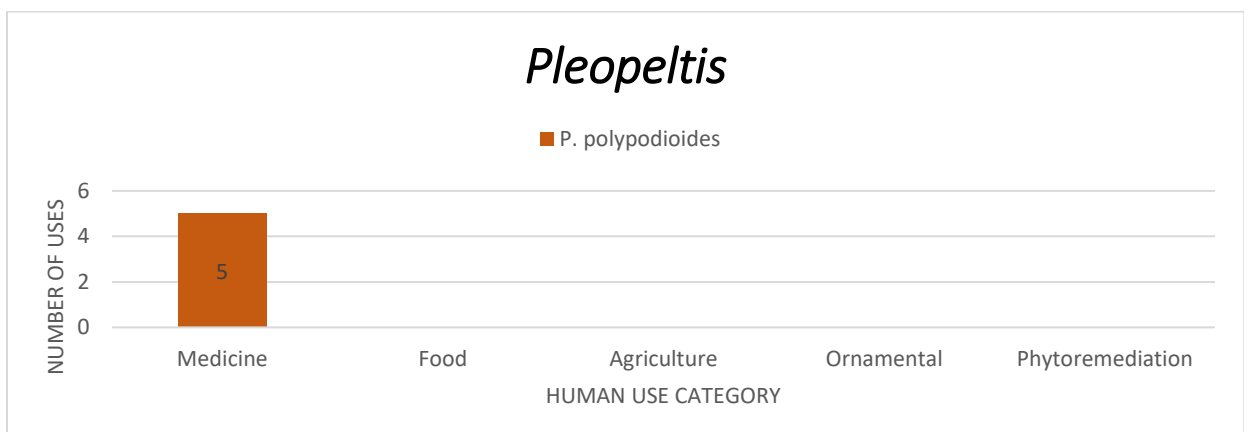 Pleopeltis
P. polypodioides
NUMBER OF USES
6
4
2
0
5
Medicine Food Agriculture Ornamental Phytoremediation
HUMAN USE CATEGORY